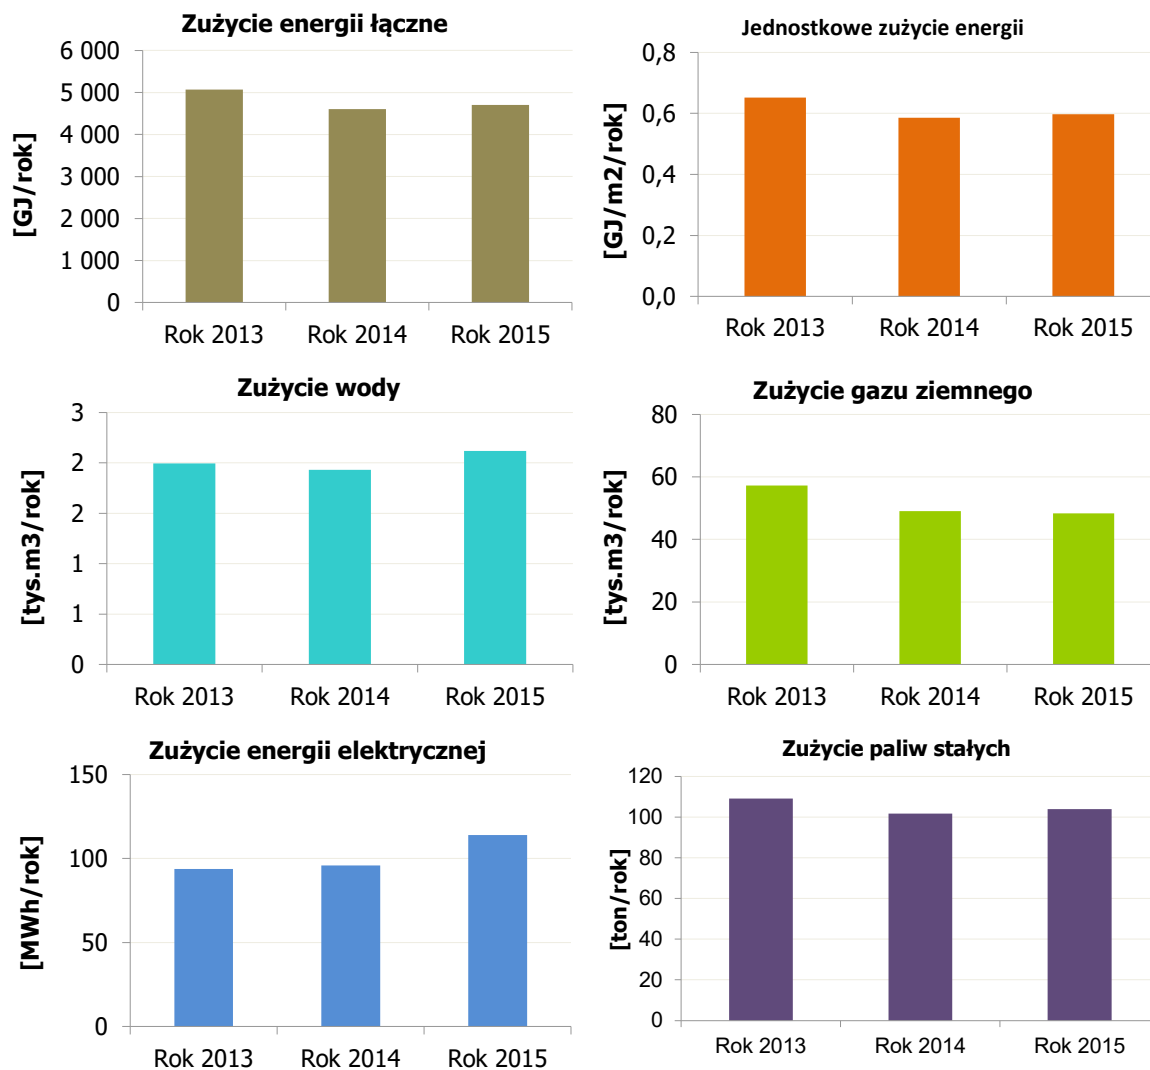 Zużycie energii łączne
[GJ/rok]
6 000
5 000
4 000
3 000
2 000
1 000
0
Rok 2013 Rok 2014 Rok 2015
Jednostkowe zużycie energii
[GJ/m2/rok]
0,8
0,6
0,4
0,2
0,0
Rok 2013 Rok 2014 Rok 2015
Zużycie wody
[tys.m3/rok]
3
2
2
1
1
0
Rok 2013 Rok 2014 Rok 2015
Zużycie gazu ziemnego
[tys.m3/rok]
80
60
40
20
0
Rok 2013 Rok 2014 Rok 2015
Zużycie energii elektrycznej
[MWh/rok]
150
100
50
0
Rok 2013 Rok 2014 Rok 2015
Zużycie paliw stałych
[ton/rok]
120
100
80
60
40
20
0
Rok 2013 Rok 2014 Rok 2015